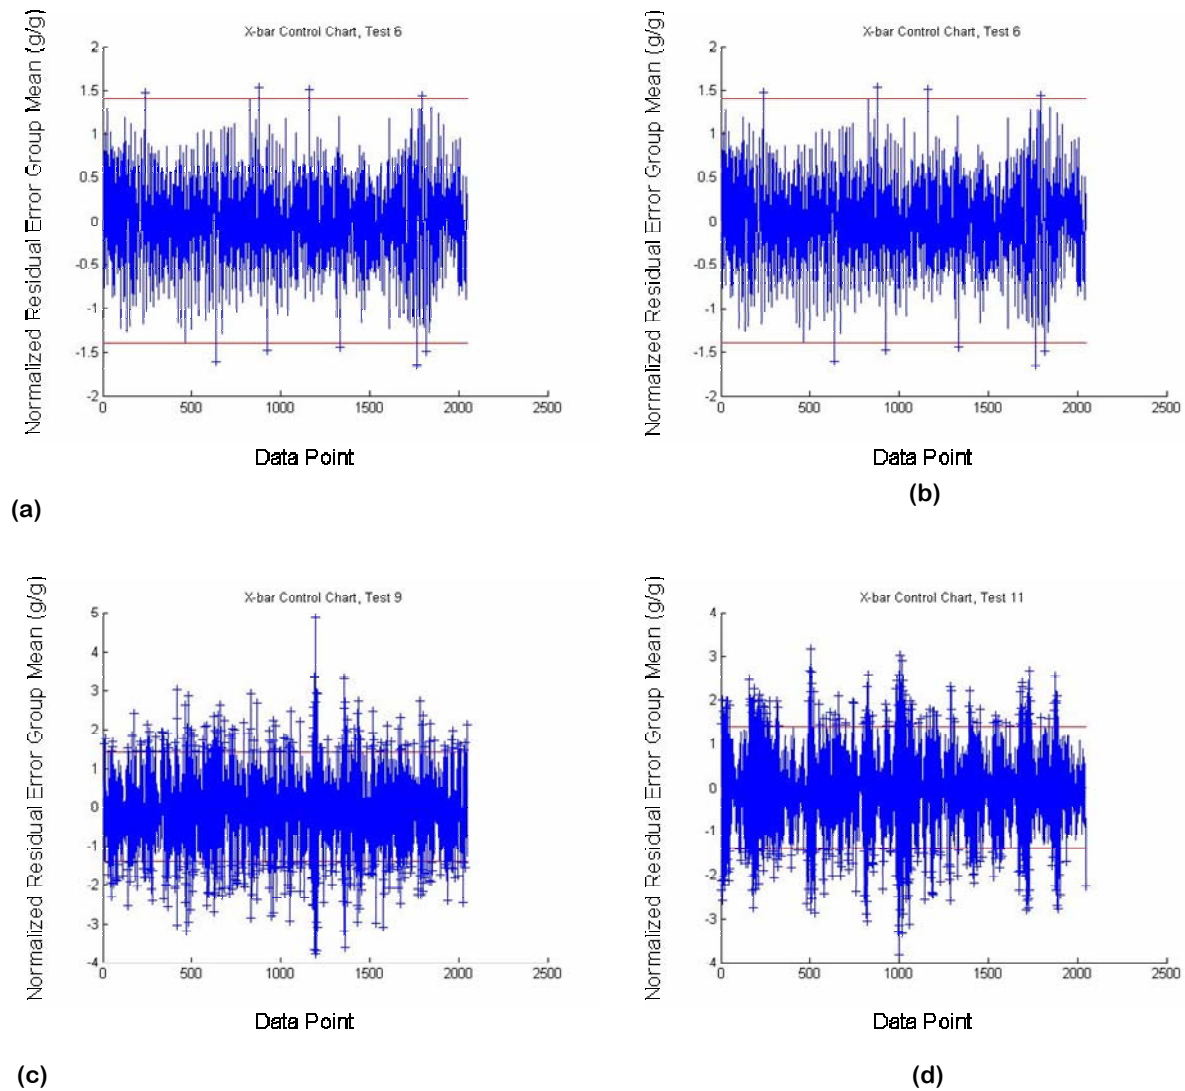 X-bar Control Chart, Test 6
Normalized Residual Error Group Mean (g/g)
2
1.5
1
0.5
0
-0.5
-1
-1.5
-2
0 500 1000 1500 2000 2500
Data Point
(a)
X-bar Control Chart, Test 6
Normalized Residual Error Group Mean (g/g)
2
1.5
1
0.5
0
-0.5
-1
-1.5
-2
0 500 1000 1500 2000 2500
Data Point
(b)
X-bar Control Chart, Test 9
Normalized Residual Error Group Mean (g/g)
5
4
3
2
1
0
-1
-2
-3
-4
0 500 1000 1500 2000 2500
Data Point
(c)
X-bar Control Chart, Test 11
Normalized Residual Error Group Mean (g/g)
4
3
2
1
0
-1
-2
-3
4
0 500 1000 1500 2000 2500
Data Point
(d)